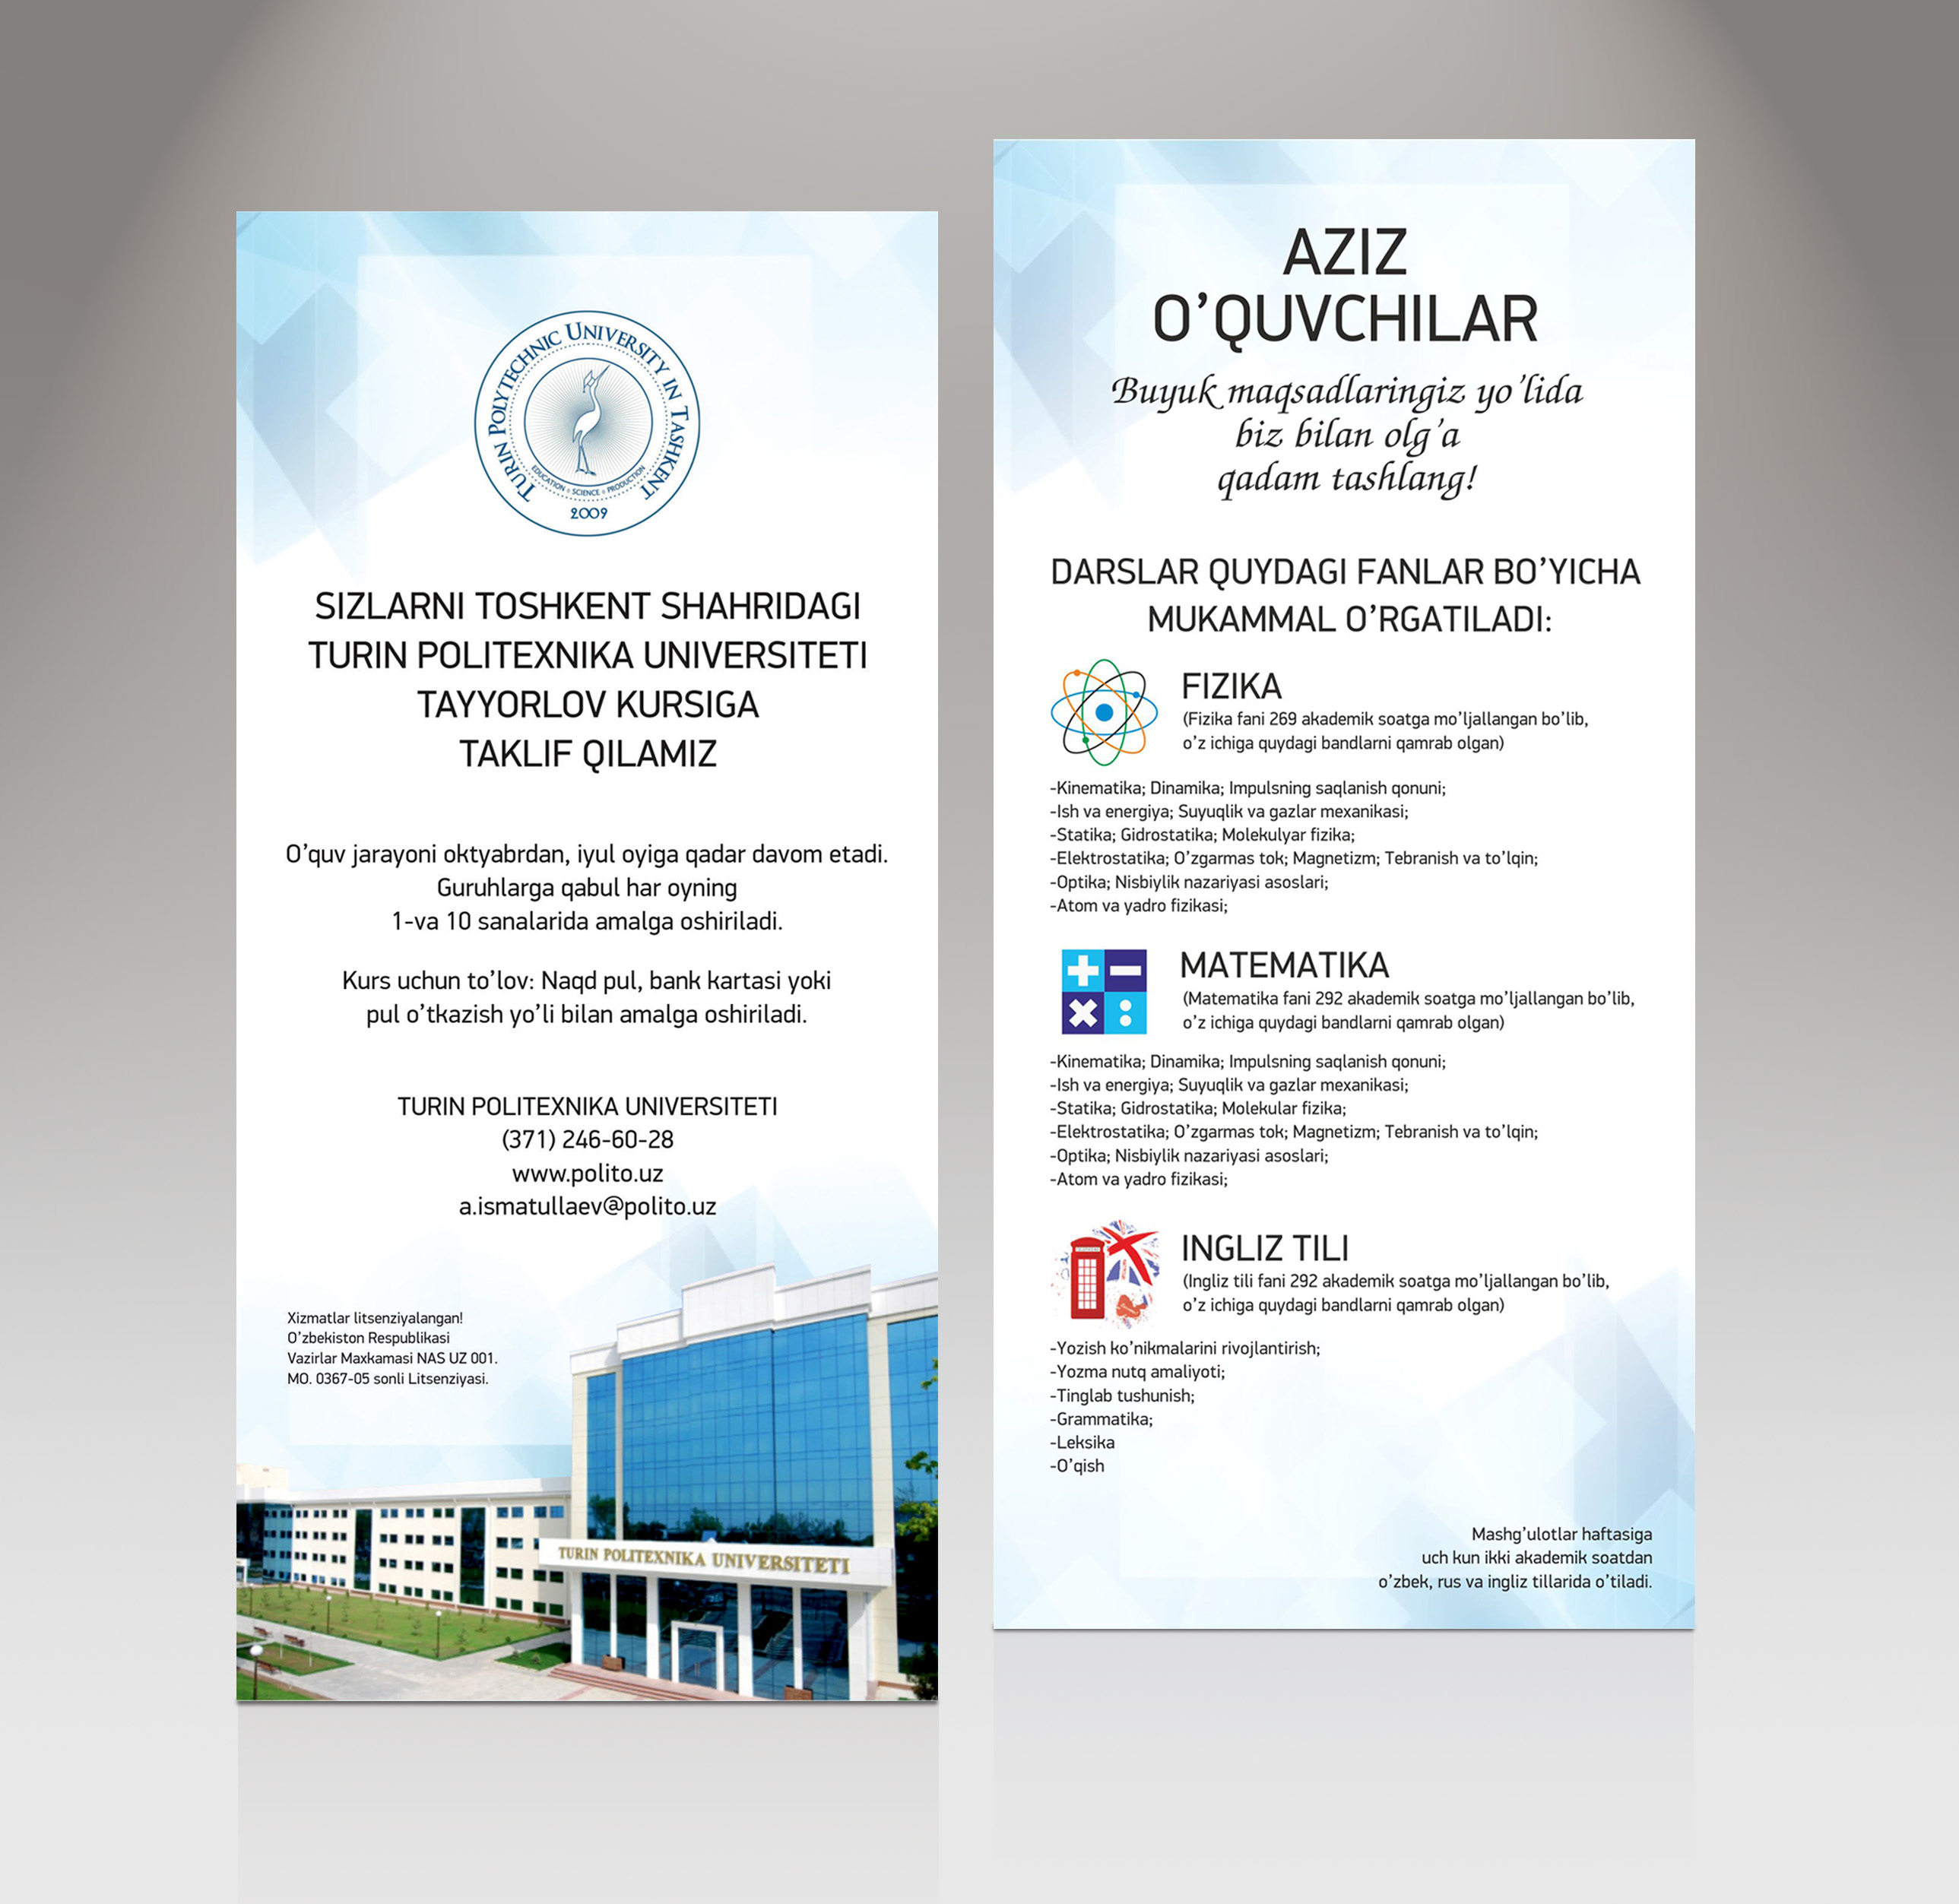 TURIN POLYTECHNIC UNIVERSITY IN TASHKENT
EDUCATION • SCIENCE • PRODUCTION
2009
SIZLARNI TOSHKENT SHAHRIDAGI
TURIN POLITEXNIKA UNIVERSITETI
TAYYORLOV KURSIGA
TAKLIF QILAMIZ
O’quv jarayoni oktyabrdan, iyul oyiga qadar davom etadi.
Guruhlarga qabul har oyning
1-va 10 sanalarida amalga oshiriladi.
Kurs uchun to’lov: Naqd pul, bank kartasi yoki
pul o’tkazish yo’li bilan amalga oshiriladi.
TURIN POLITEXNIKA UNIVERSITETI
(371) 246-60-28
www.polito.uz
a.ismatullaev@polito.uz
Xizmatlar litsenziyalangan!
O’zbekiston Respublikasi
Vazirlar Maxkamasi NAS UZ 001.
MO. 0367-05 sonli Litsenziyasi.
TURIN POLITEXNIKA UNIVERSITETI
AZIZ
O’QUVCHILAR
Buyuk maqsadlaringiz yo’lida
biz bilan olg’a
qadam tashlang!
DARSLAR QUYDAGI FANLAR BO’YICHA
MUKAMMAL O’RGATILADI:
FIZIKA
(Fizika fani 269 akademik soatga mo’ljallangan bo’lib,
o’z ichiga quydagi bandlarni qamrab olgan)
-Kinematika; Dinamika; Impulsning saqlanish qonuni;
-Ish va energiya; Suyuqlik va gazlar mexanikasi;
-Statika; Gidrostatika; Molekulyar fizika;
-Elektrostatika; O’zgarmas tok; Magnetizm; Tebranish va to’lqin;
-Optika; Nisbiylik nazariyasi asoslari;
-Atom va yadro fizikasi;
MATEMATIKA
(Matematika fani 292 akademik soatga mo’ljallangan bo’lib,
o’z ichiga quydagi bandlarni qamrab olgan)
-Kinematika; Dinamika; Impulsning saqlanish qonuni;
-Ish va energiya; Suyuqlik va gazlar mexanikasi;
-Statika; Gidrostatika; Molekular fizika;
-Elektrostatika; O’zgarmas tok; Magnetizm; Tebranish va to’lqin;
-Optika; Nisbiylik nazariyasi asoslari;
-Atom va yadro fizikasi;
INGLIZ TILI
(Ingliz tili fani 292 akademik soatga mo’ljallangan bo’lib,
o’z ichiga quydagi bandlarni qamrab olgan)
-Yozish ko’nikmalarini rivojlantirish;
-Yozma nutq amaliyoti;
-Tinglab tushunish;
-Grammatika;
-Leksika
-O’qish
Mashg’ulotlar haftasiga
uch kun ikki akademik soatdan
o’zbek, rus va ingliz tillarida o’tiladi.